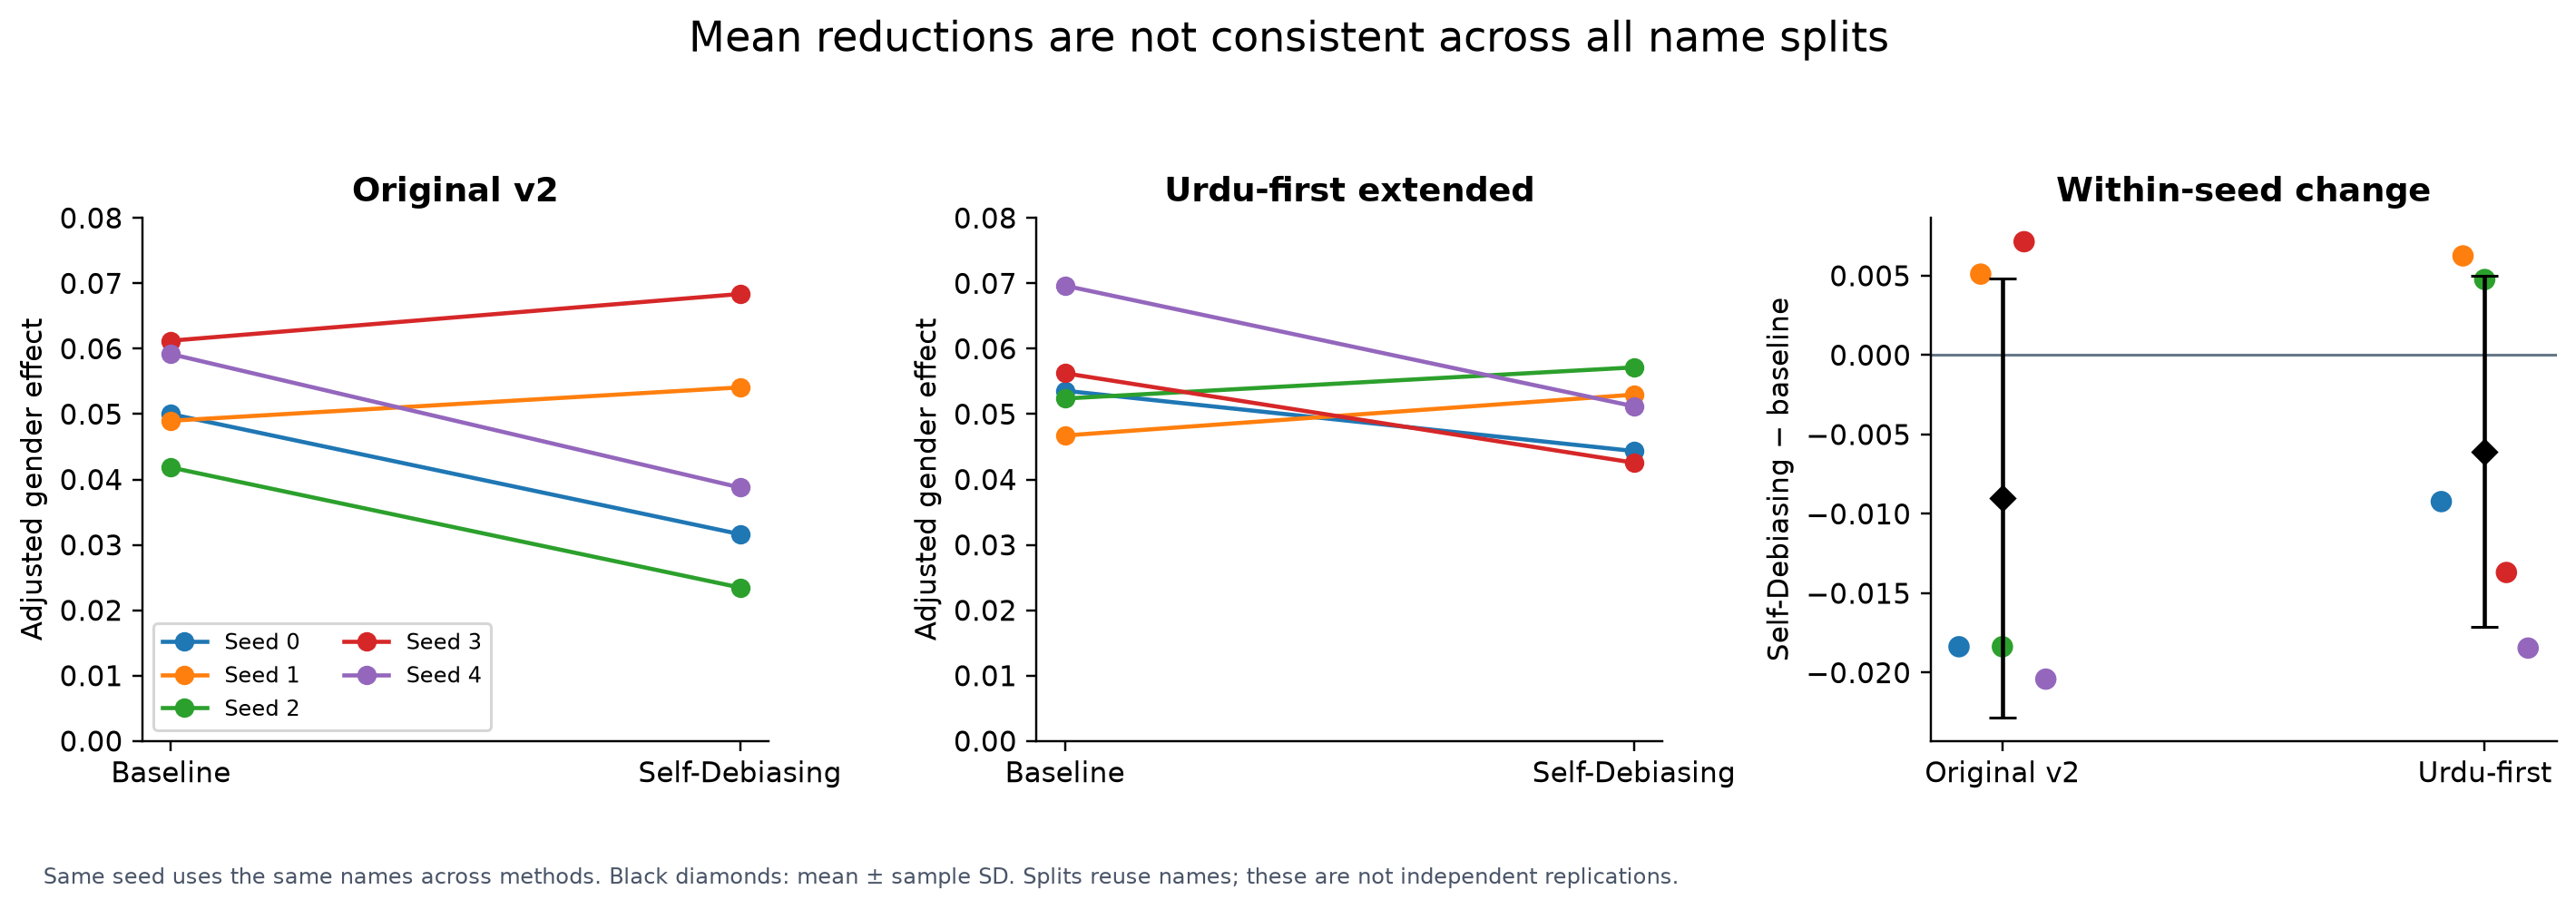 Mean reductions are not consistent across all name splits
Original v2
Adjusted gender effect
0.08
0.07
0.06
0.05
0.04
0.03
0.02
0.01
0.00
Seed 0
Seed 1
Seed 2
Seed 3
Seed 4
Baseline
Self-Debiasing
Urdu-first extended
Adjusted gender effect
0.08
0.07
0.06
0.05
0.04
0.03
0.02
0.01
0.00
Baseline
Self-Debiasing
Within-seed change
Self-Debiasing − baseline
0.005
0.000
−0.005
−0.010
−0.015
−0.020
Original v2
Urdu-first
Same seed uses the same names across methods. Black diamonds: mean ± sample SD. Splits reuse names; these are not independent replications.